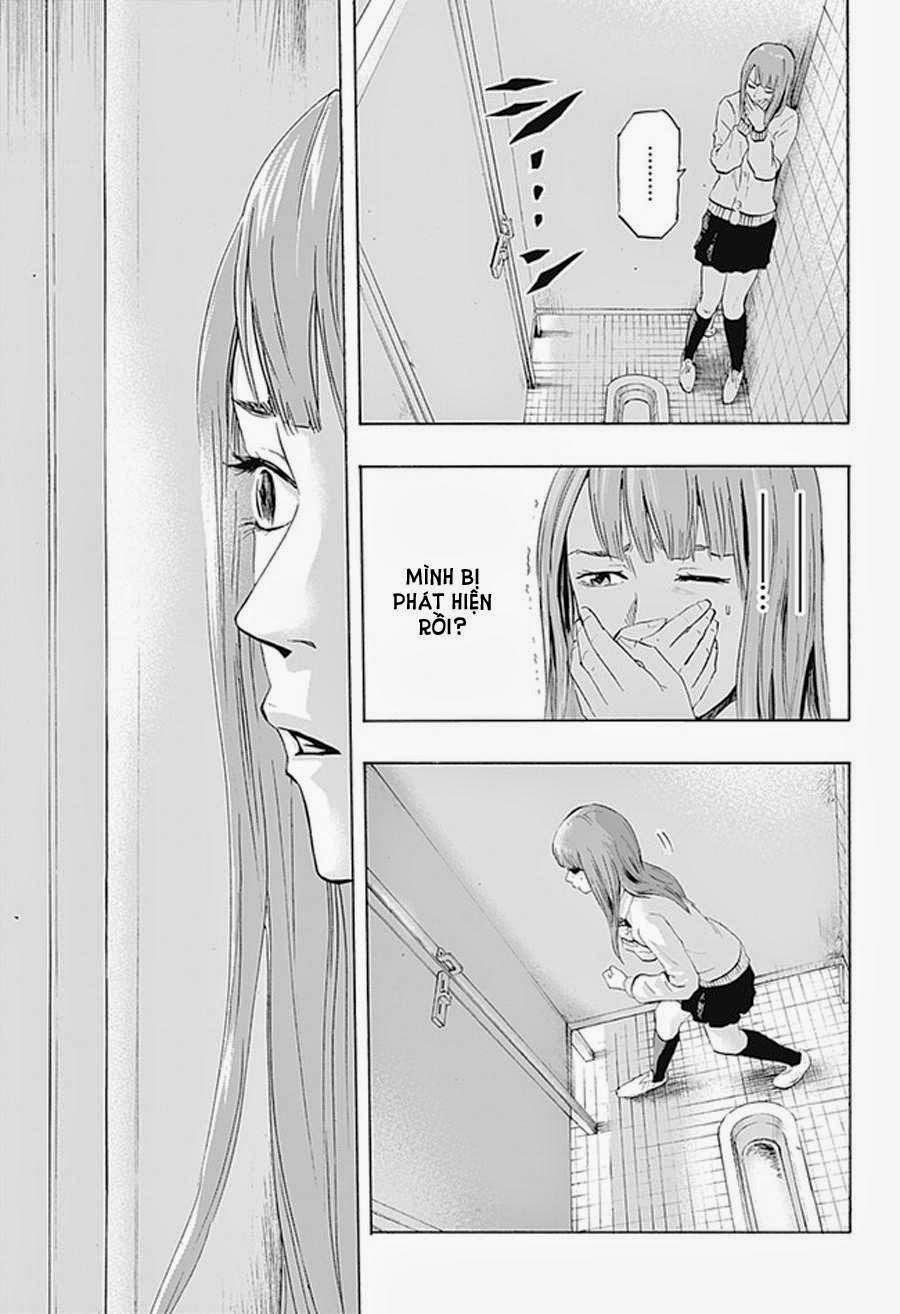 .........
MÌNH BỊ
PHÁT HIỆN
RỒI?